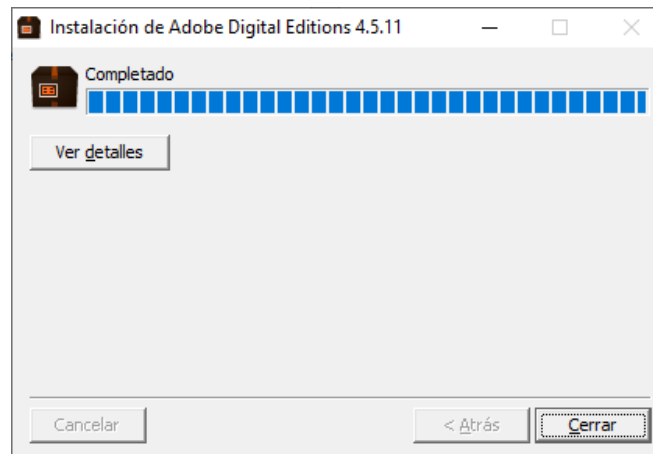 Instalación de Adobe Digital Editions 4.5.11
Completado
Ver detalles
Cancelar
< Atrás
Cerrar